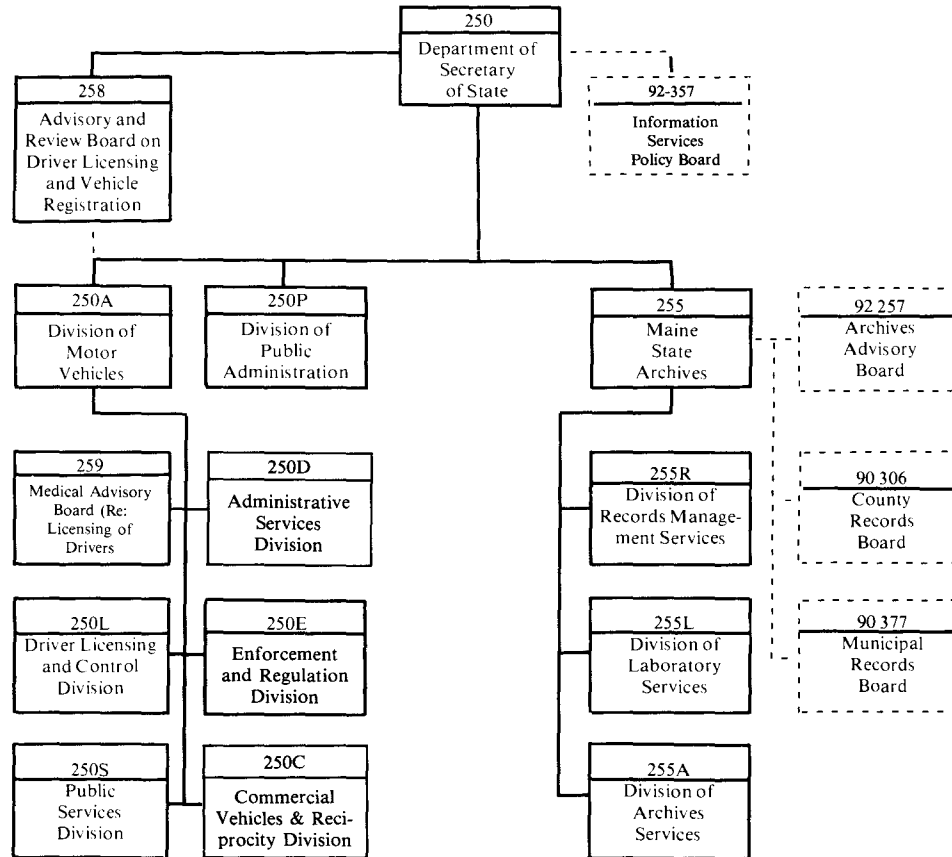 250
Department of
Secretary
of State
258
Advisory and
Review Board on
Driver Licensing
and Vehicle
Registration
92-357
Information
Services
Policy Board
250A
Division of
Motor
Vehicles
250P
Division of
Public
Administration
255
Maine
State
Archives
92 257
Archives
Advisory
Board
259
Medical Advisory
Board (Re:
Licensing of
Drivers
250D
Administrative
Services
Division
255R
Division of
Records Manage-
ment Services
90 306
County
Records
Board
250L
Driver Licensing
and Control
Division
250E
Enforcement
and Regulation
Division
255L
Division of
Laboratory
Services
90 377
Municipal
Records
Board
250S
Public
Services
Division
250C
Commercial
Vehicles & Reci-
procity Division
255A
Division of
Archives
Services